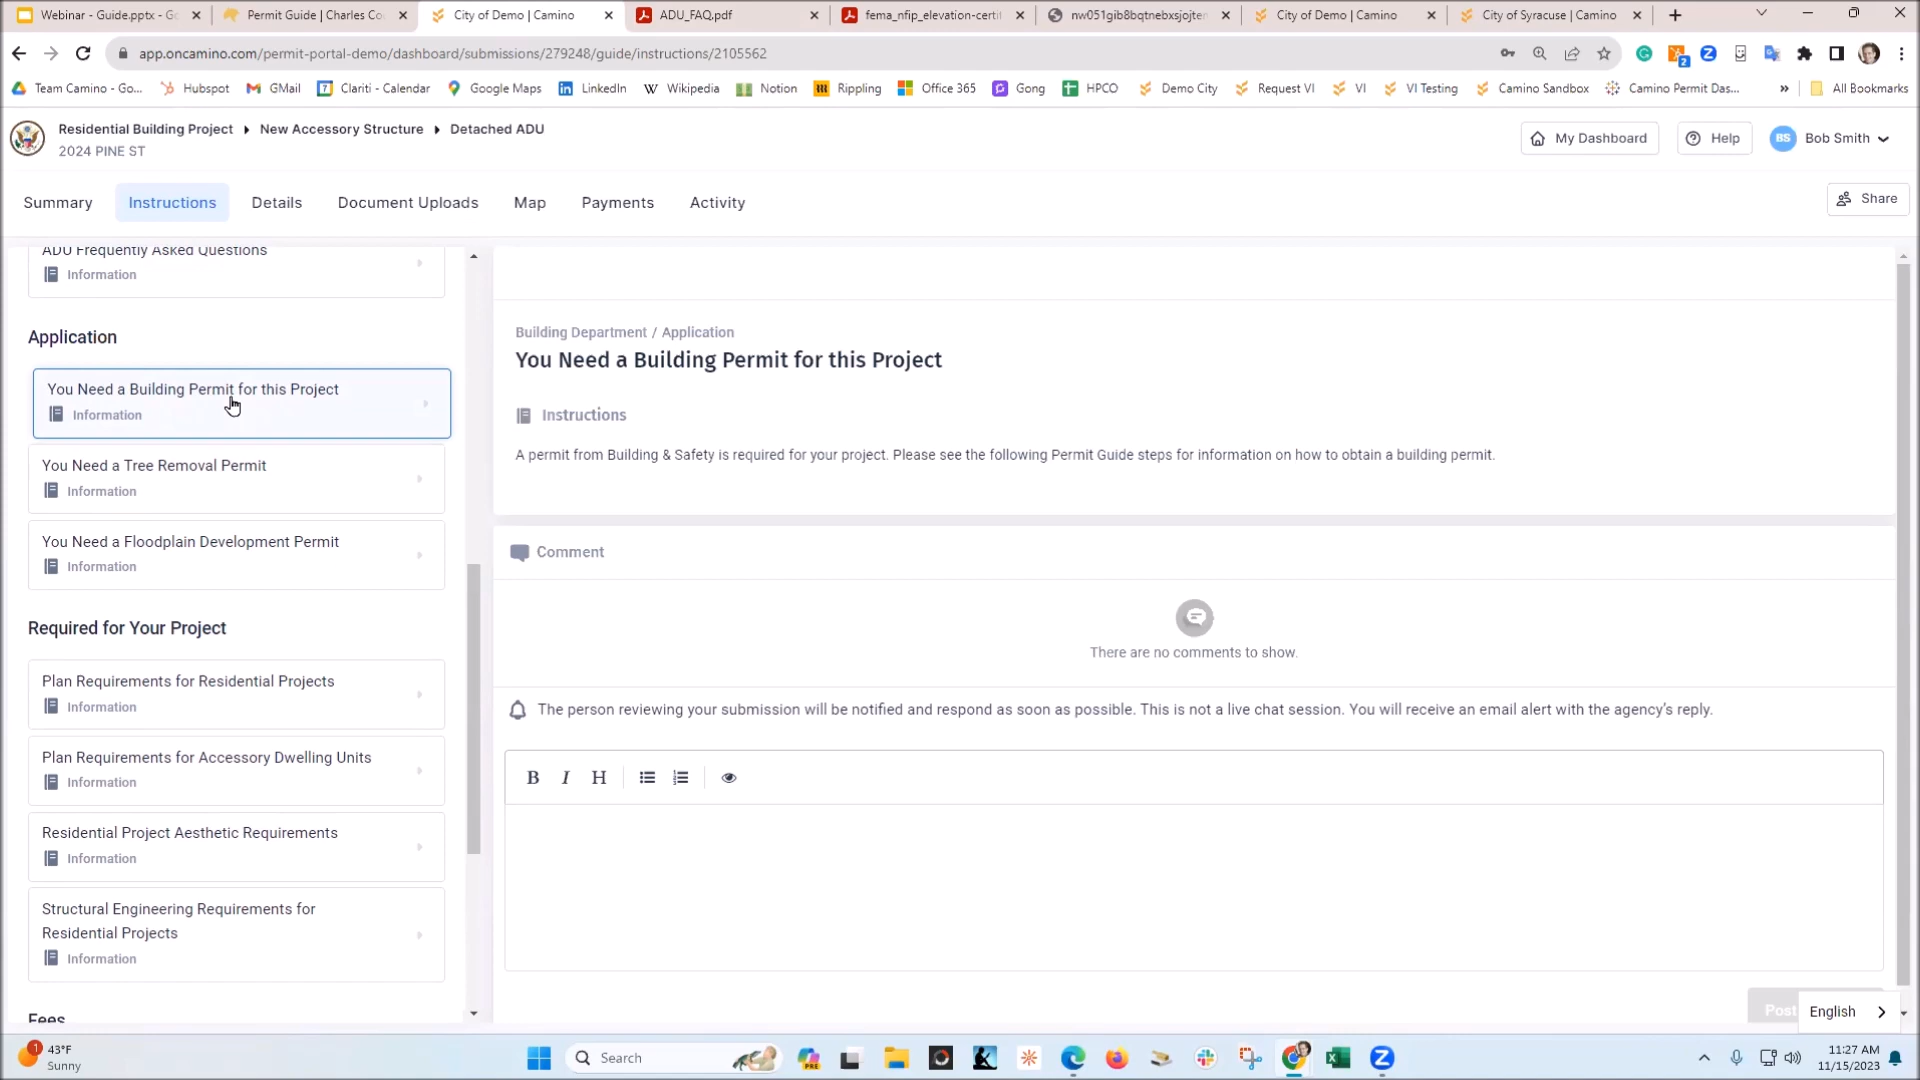 Webinar - Guide.pptx - Go
Permit Guide | Charles Co
City of Demo | Camino
ADU_FAQ.pdf
fema_nfip_elevation-certi
nw051gib8bqtnebxsjojter
City of Demo | Camino
City of Syracuse | Camino
app.oncamino.com/permit-portal-demo/dashboard/submissions/279248/guide/instructions/2105562
Team Camino - Go...
Hubspot
GMail
Clariti - Calendar
Google Maps
LinkedIn
Wikipedia
Notion
Rippling
Office 365
Gong
HPCO
Demo City
Request VI
VI
VI Testing
Camino Sandbox
Camino Permit Das...
»
All Bookmarks
Residential Building Project
New Accessory Structure
Detached ADU
2024 PINE ST
My Dashboard
Help
BS
Bob Smith
Summary
Instructions
Details
Document Uploads
Map
Payments
Activity
Share
ADU Frequently Asked Questions
Information
Application
You Need a Building Permit for this Project
Information
You Need a Tree Removal Permit
Information
You Need a Floodplain Development Permit
Information
Required for Your Project
Plan Requirements for Residential Projects
Information
Plan Requirements for Accessory Dwelling Units
Information
Residential Project Aesthetic Requirements
Information
Structural Engineering Requirements for
Residential Projects
Information
Fees
Building Department / Application
You Need a Building Permit for this Project
Instructions
A permit from Building & Safety is required for your project. Please see the following Permit Guide steps for information on how to obtain a building permit.
Comment
There are no comments to show.
The person reviewing your submission will be notified and respond as soon as possible. This is not a live chat session. You will receive an email alert with the agency's reply.
B I H
Post
English
1
43°F
Sunny
Search
PRE
11:27 AM
11/15/2023